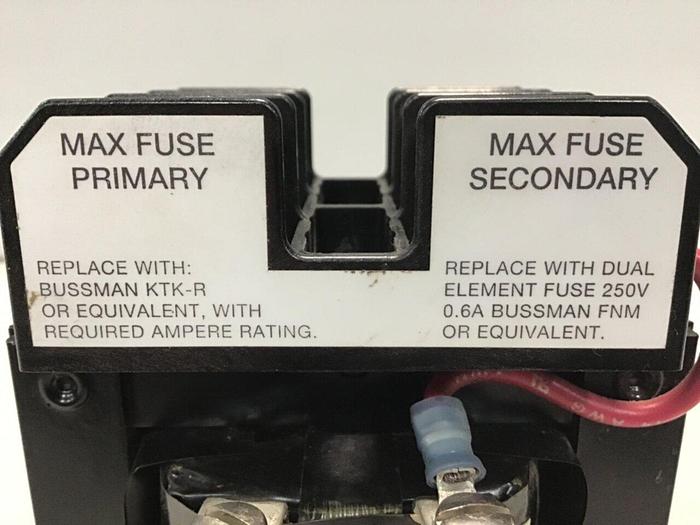 MAX FUSE
PRIMARY
REPLACE WITH:
BUSSMAN KTK-R
OR EQUIVALENT, WITH
REQUIRED AMPERE RATING.
MAX FUSE
SECONDARY
REPLACE WITH DUAL
ELEMENT FUSE 250V
0.6A BUSSMAN FNM
OR EQUIVALENT.
AWG